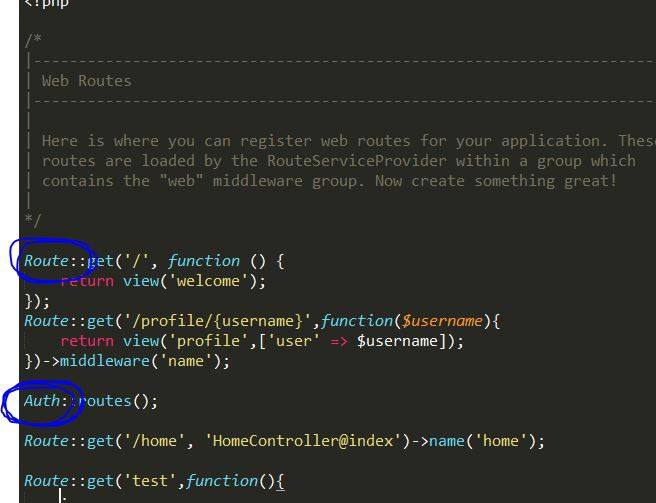 <?php
/*
|--------------------------------------------------------------------
| Web Routes
|--------------------------------------------------------------------
|
| Here is where you can register web routes for your application. These
| routes are loaded by the RouteServiceProvider within a group which
| contains the "web" middleware group. Now create something great!
|
*/
Route::get('/', function () {
return view('welcome');
});
Route::get('/profile/{username}',function($username){
return view('profile',['user' => $username]);
})->middleware('name');
Auth::routes();
Route::get('/home', 'HomeController@index')->name('home');
Route::get('test',function(){